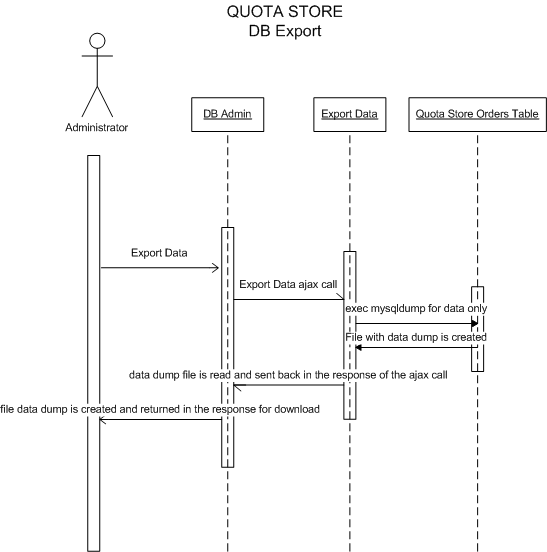 QUOTA STORE
DB Export
Administrator
DB Admin
Export Data
Quota Store Orders Table
Export Data
Export Data ajax call
exec mysqldump for data only
File with data dump is created
data dump file is read and sent back in the response of the ajax call
file data dump is created and returned in the response for download